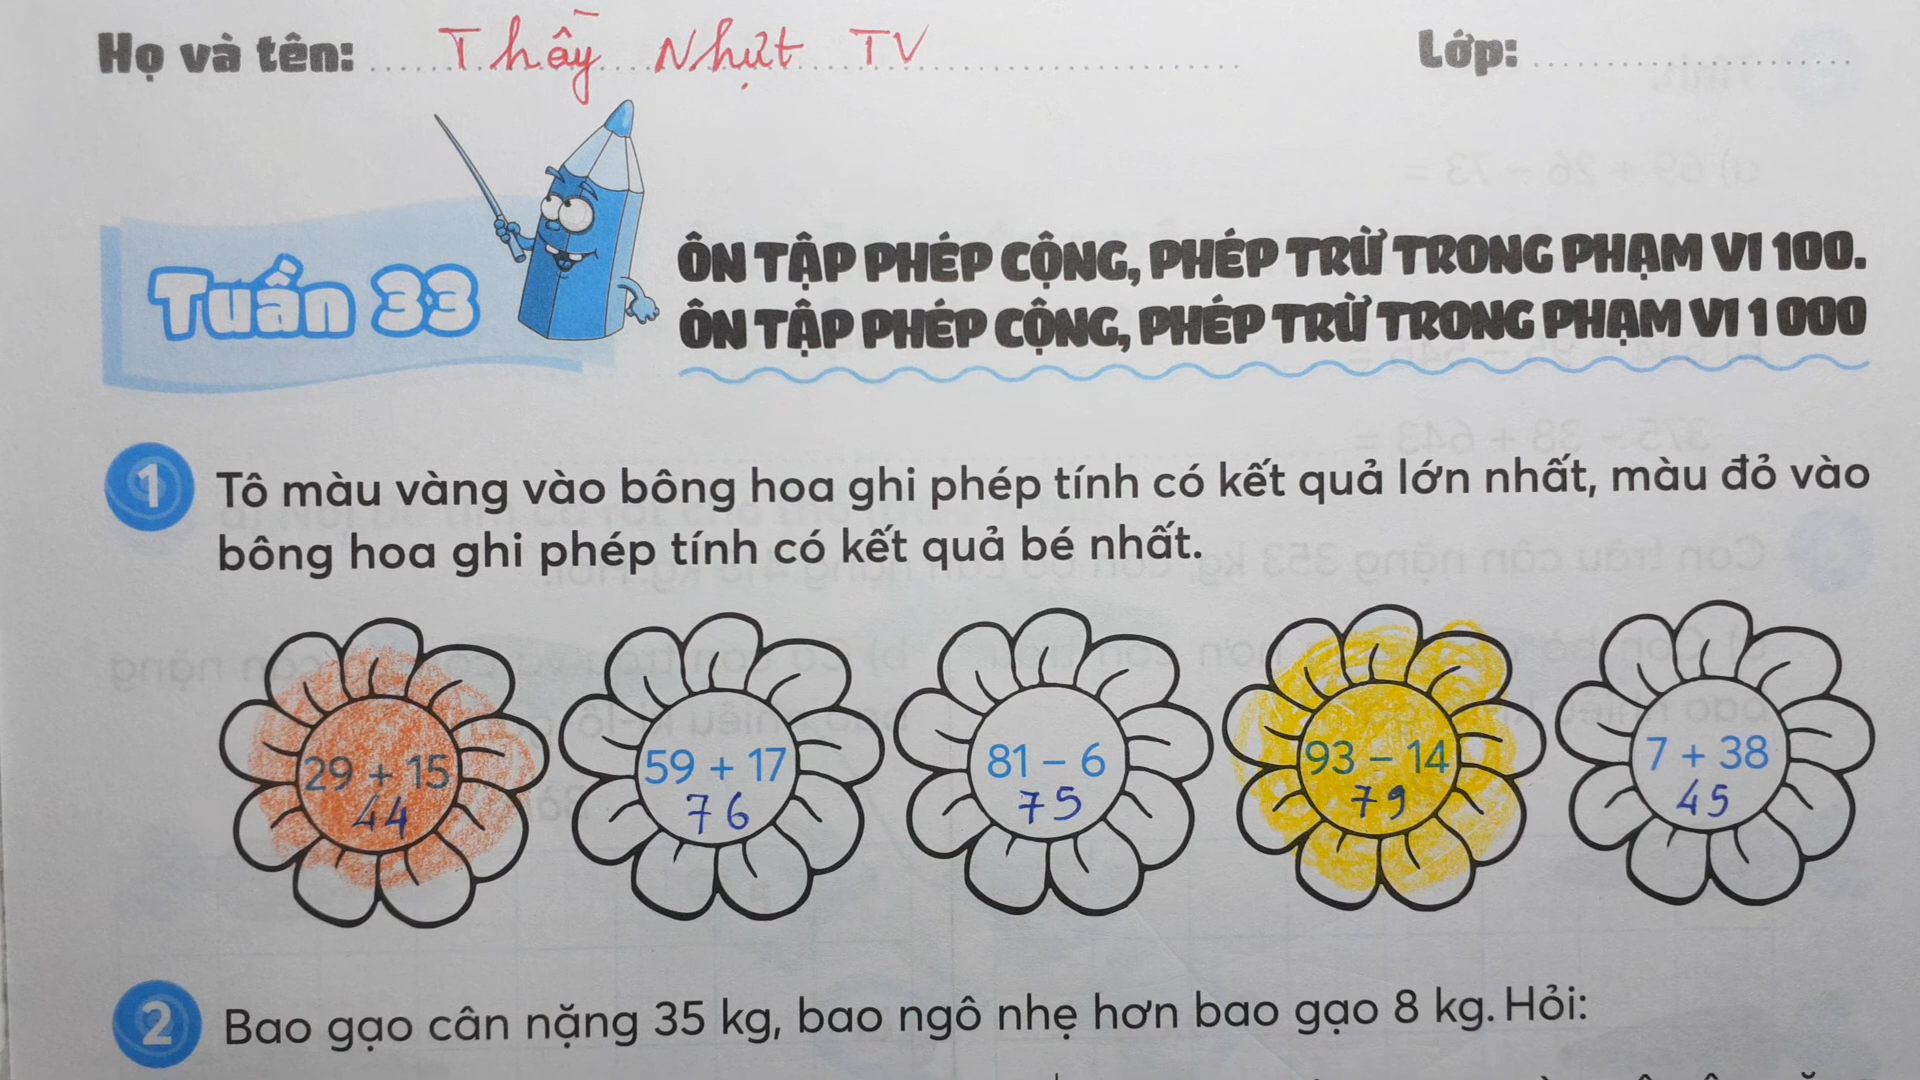 Họ và tên: Thầy Nhựt TV Lớp:
Tuần 33
ÔN TẬP PHÉP CỘNG, PHÉP TRỪ TRONG PHẠM VI 100.
ÔN TẬP PHÉP CỘNG, PHÉP TRỪ TRONG PHẠM VI 1 000
1 Tô màu vàng vào bông hoa ghi phép tính có kết quả lớn nhất, màu đỏ vào
bông hoa ghi phép tính có kết quả bé nhất.
29 + 15 59 + 17 81 – 6 93 – 14 7 + 38
44 76 75 79 45
2 Bao gạo cân nặng 35 kg, bao ngô nhẹ hơn bao gạo 8 kg. Hỏi: